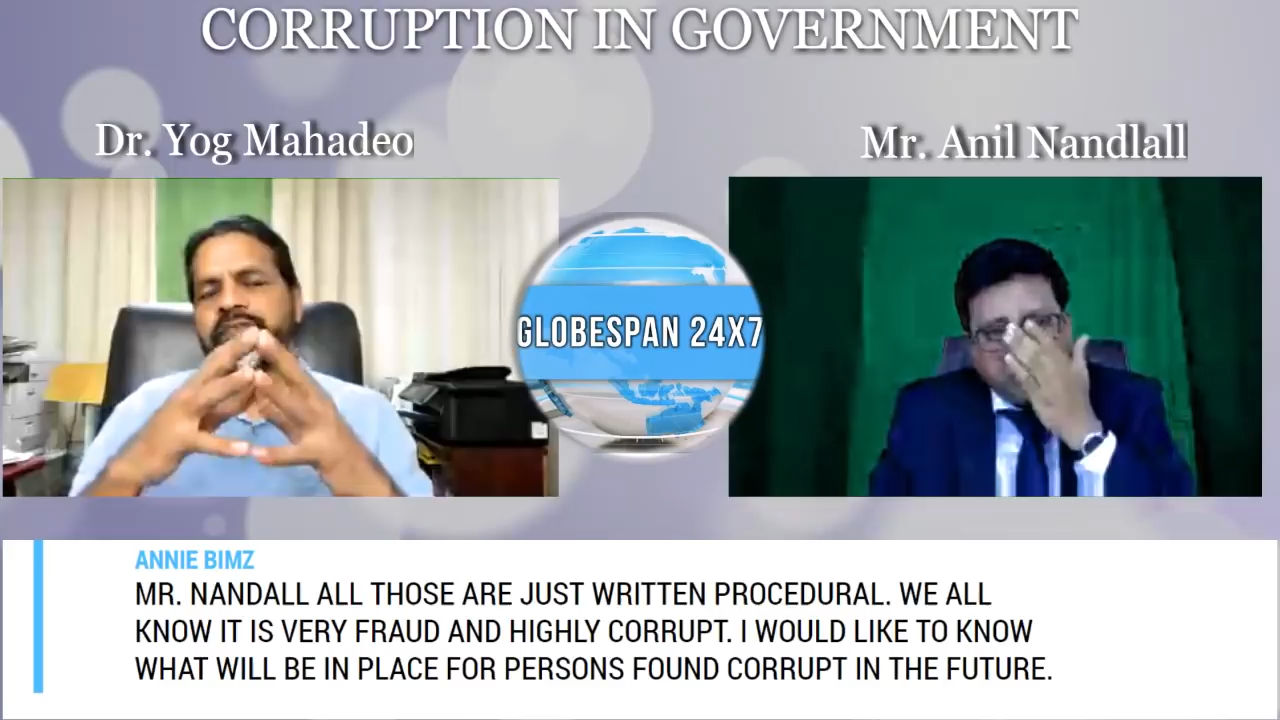 CORRUPTION IN GOVERNMENT
Dr. Yog Mahadeo
Mr. Anil Nandlall
GLOBESPAN 24X7
ANNIE BIMZ
MR. NANDALL ALL THOSE ARE JUST WRITTEN PROCEDURAL. WE ALL
KNOW IT IS VERY FRAUD AND HIGHLY CORRUPT. I WOULD LIKE TO KNOW
WHAT WILL BE IN PLACE FOR PERSONS FOUND CORRUPT IN THE FUTURE.